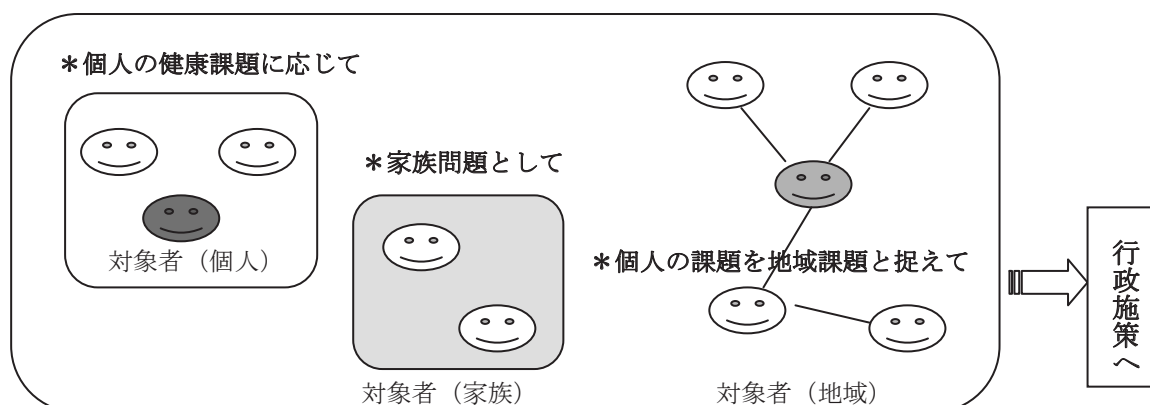 ＊個人の健康課題に応じて
対象者（個人）
＊家族問題として
対象者（家族）
＊個人の課題を地域課題と捉えて
対象者（地域）
行政施策へ